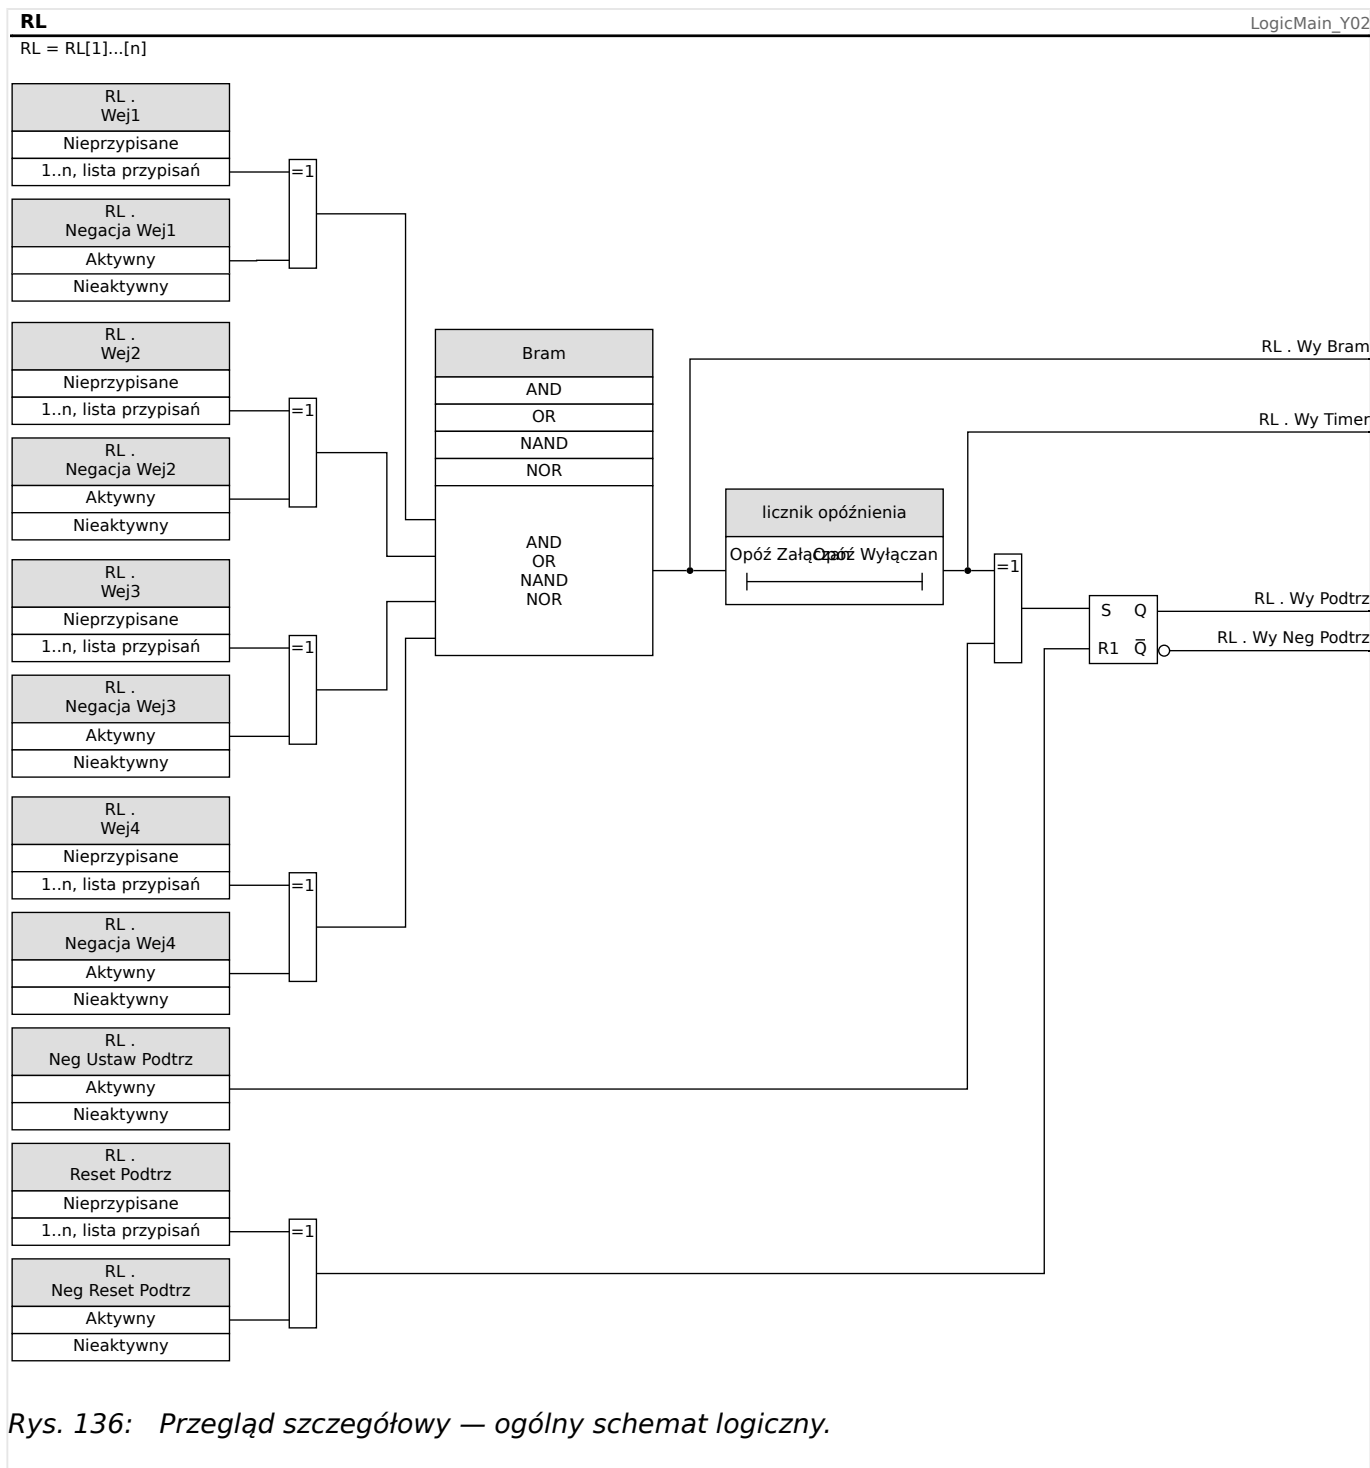 RL
LogicMain_Y02
RL = RL[1]...[n]
RL .
Wej1
Nieprzypisane
1..n, lista przypisań
=1
RL .
Negacja Wej1
Aktywny
Nieaktywny
RL .
Wej2
Nieprzypisane
1..n, lista przypisań
=1
RL .
Negacja Wej2
Aktywny
Nieaktywny
RL .
Wej3
Nieprzypisane
1..n, lista przypisań
=1
RL .
Negacja Wej3
Aktywny
Nieaktywny
RL .
Wej4
Nieprzypisane
1..n, lista przypisań
=1
RL .
Negacja Wej4
Aktywny
Nieaktywny
RL .
Neg Ustaw Podtrz
Aktywny
Nieaktywny
RL .
Reset Podtrz
Nieprzypisane
1..n, lista przypisań
=1
RL .
Neg Reset Podtrz
Aktywny
Nieaktywny
Bram
AND
OR
NAND
NOR
AND
OR
NAND
NOR
licznik opóźnienia
Opóź Załączan
Opóź Wyłączan
=1
S Q
R1 Q̅
RL . Wy Bram
RL . Wy Timer
RL . Wy Podtrz
RL . Wy Neg Podtrz
Rys. 136: Przegląd szczegółowy — ogólny schemat logiczny.